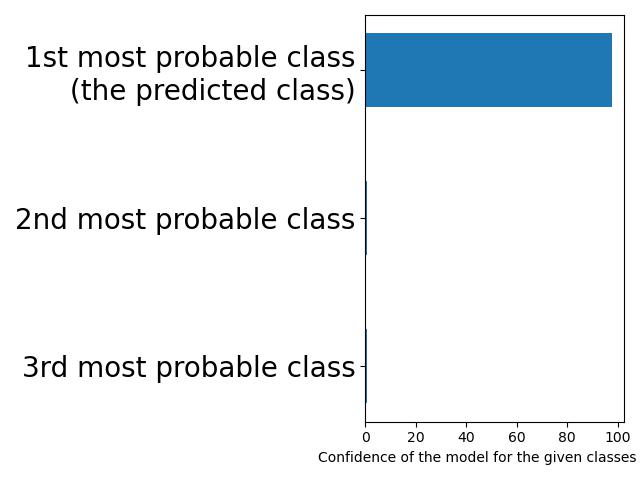 1st most probable class
(the predicted class)
2nd most probable class
3rd most probable class
0 20 40 60 80 100
Confidence of the model for the given classes